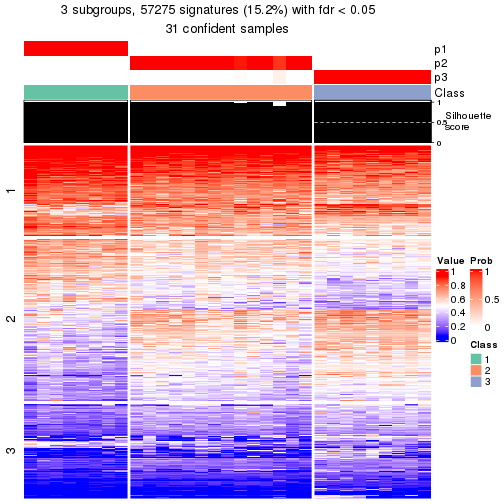 3 subgroups, 57275 signatures (15.2%) with fdr < 0.05
31 confident samples
p1
p2
p3
Class
1
0.5
0
Silhouette
score
1
2
3
Value
1
0.8
0.6
0.4
0.2
0
Prob
1
0.5
0
Class
1
2
3